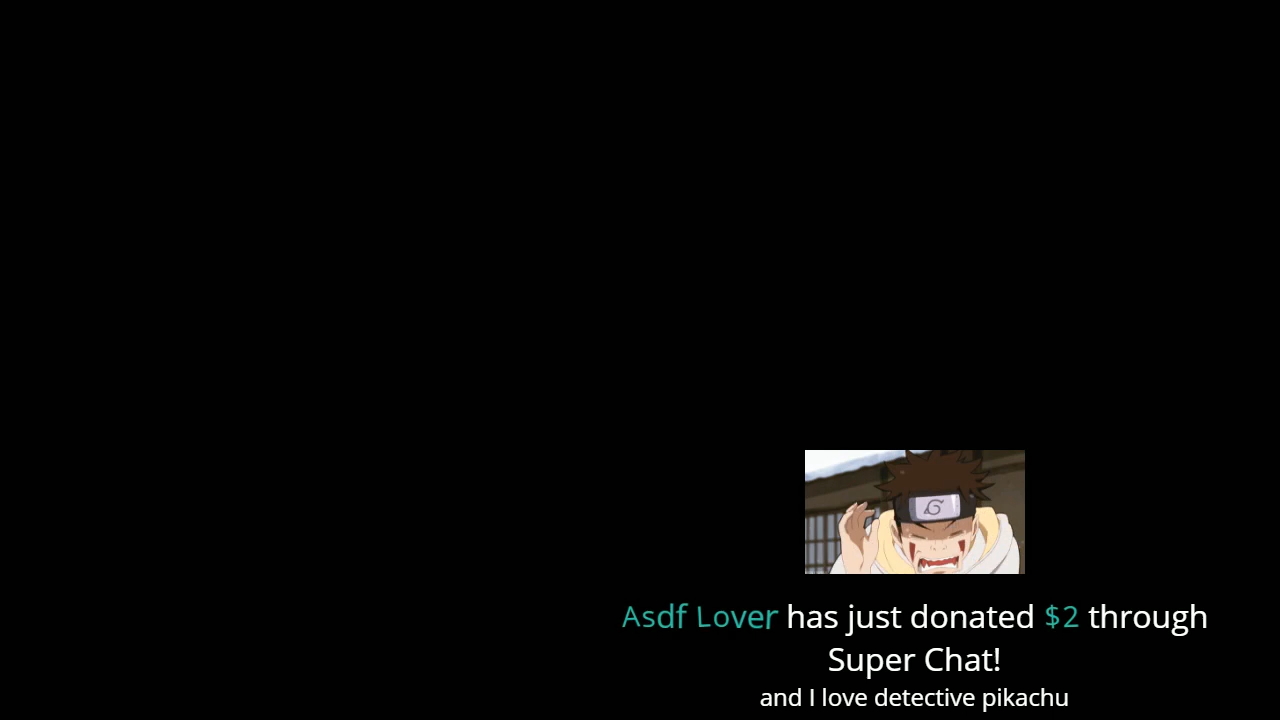 Asdf Lover has just donated $2 through
Super Chat!
and I love detective pikachu